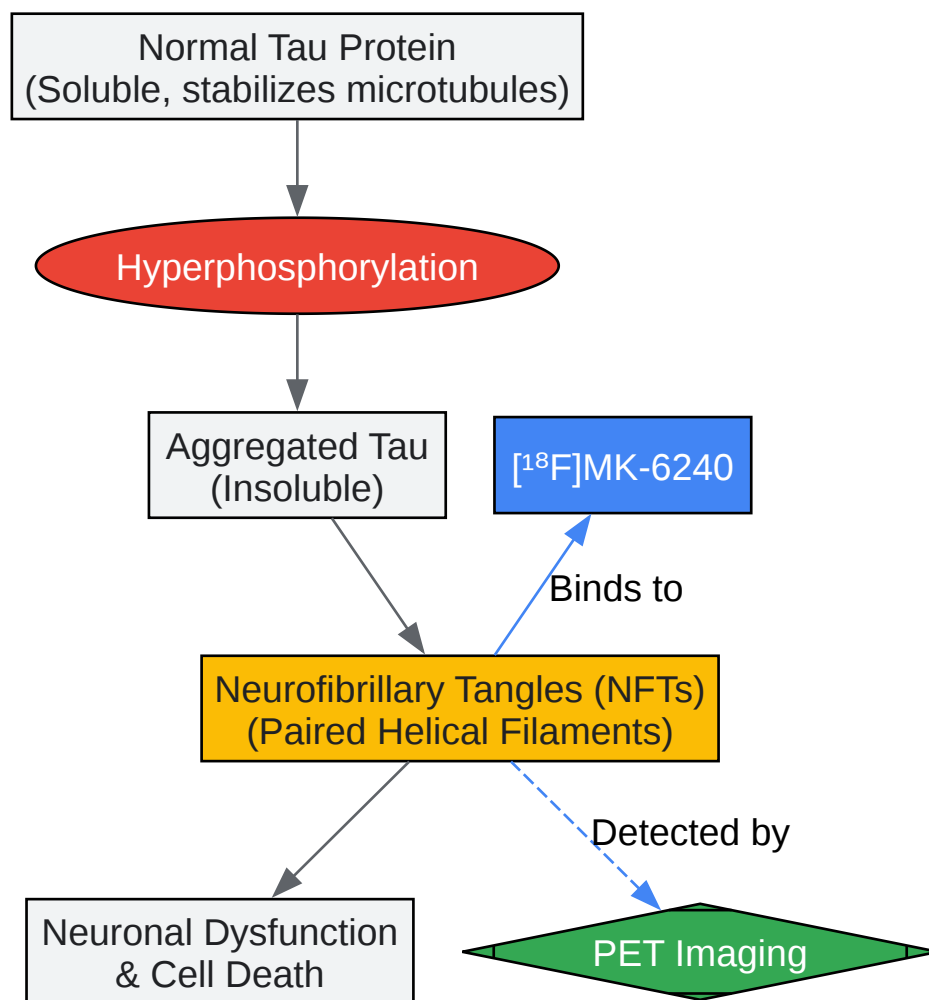 Normal Tau Protein
(Soluble, stabilizes microtubules)
Hyperphosphorylation
Aggregated Tau
(Insoluble)
[¹⁸F]MK-6240
Binds to
Neurofibrillary Tangles (NFTs)
(Paired Helical Filaments)
Detected by
Neuronal Dysfunction
& Cell Death
PET Imaging